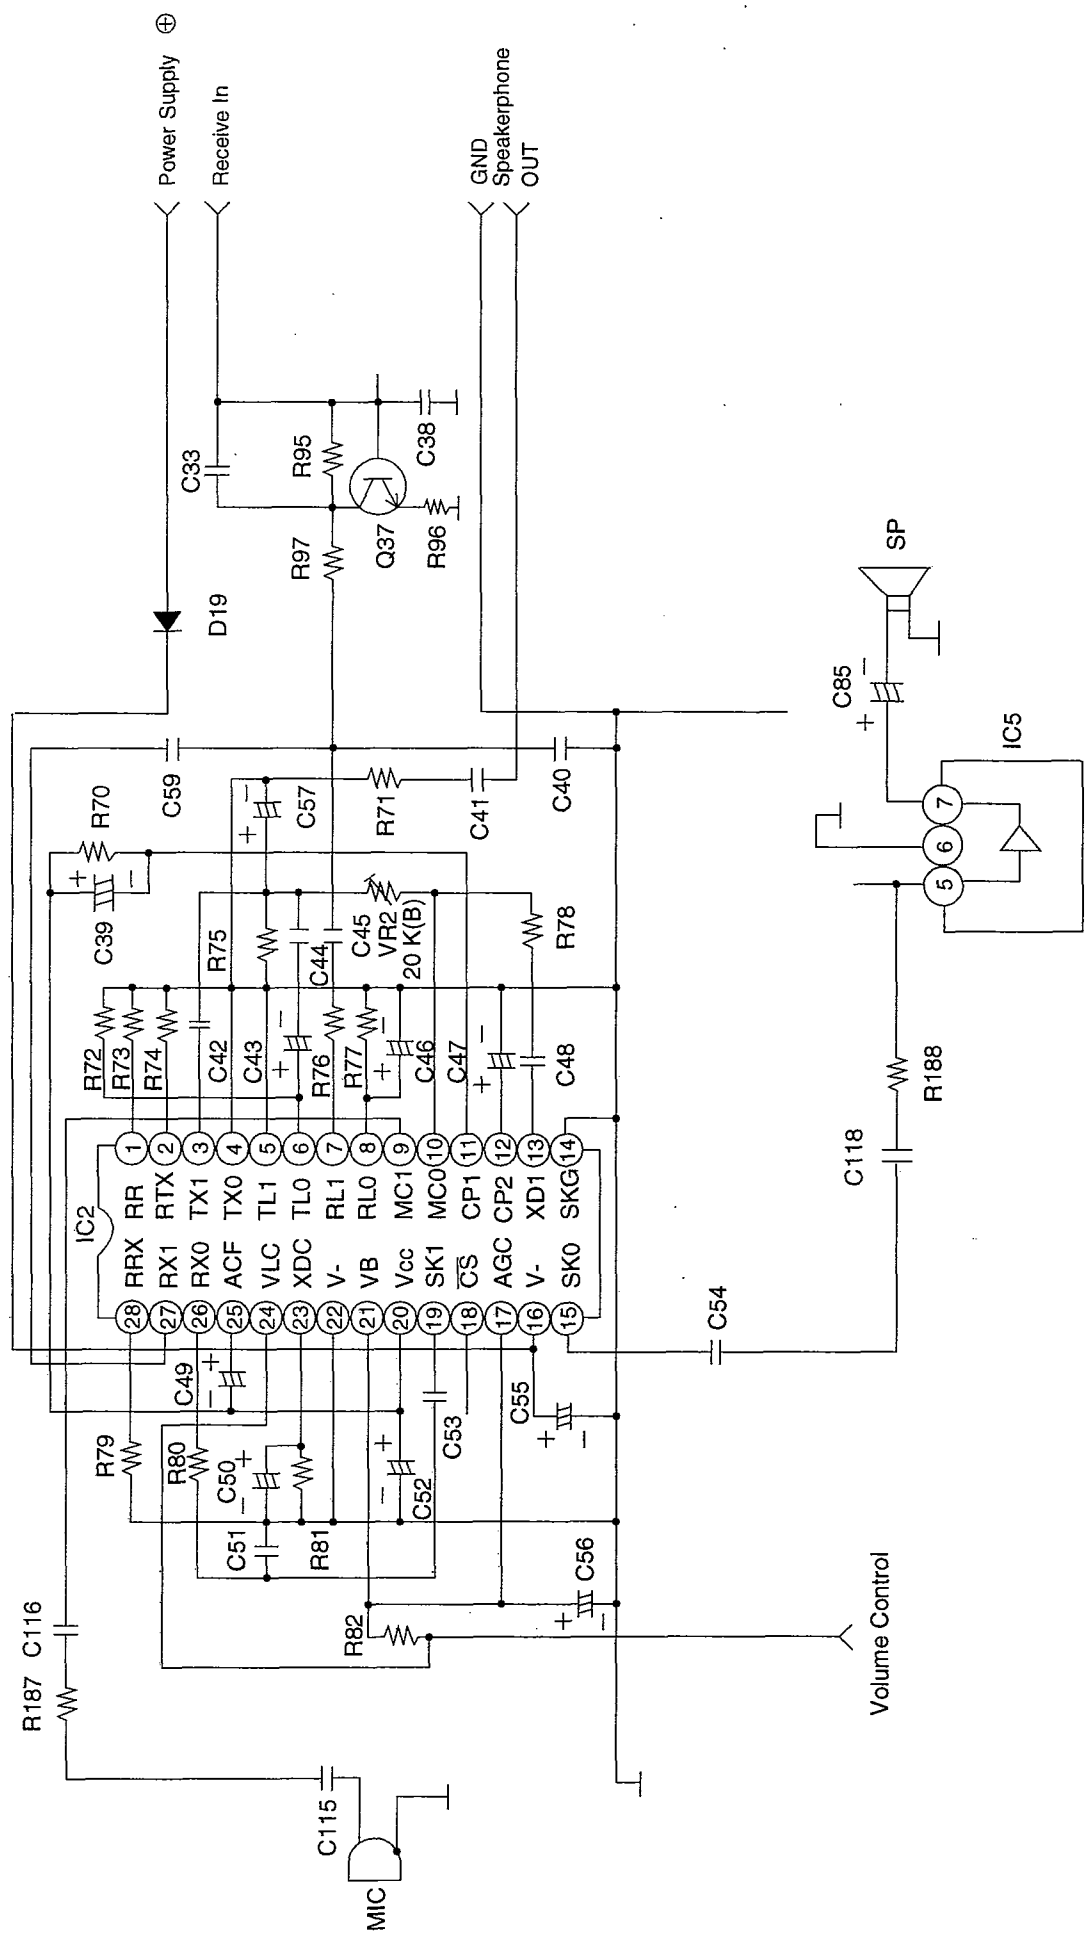 Power Supply ⊕
Receive In
GND
Speakerphone
OUT
C33
R95
C38
R97
Q37
R96
D19
SP
C85
+
−
IC5
7
6
5
C59
R70
C39
+
−
C57
+
−
R71
C41
C40
R75
C44
C45
VR2
20 K(B)
R78
R72
R73
R74
C42
C43
+
−
R76
R77
C46
+
−
C47
+
−
C48
R188
C118
IC2
1
2
3
4
5
6
7
8
9
10
11
12
13
14
RR
RTX
TX1
TX0
TL1
TL0
RL1
RL0
MC1
MC0
CP1
CP2
XD1
SKG
RRX
RX1
RX0
ACF
VLC
XDC
V-
VB
Vcc
SK1
CS
AGC
V-
SK0
28
27
26
25
24
23
22
21
20
19
18
17
16
15
C54
C49
+
−
C55
+
−
R79
R80
C50
+
−
C52
+
−
C53
C51
R81
C56
+
−
R82
Volume Control
R187
C116
C115
MIC